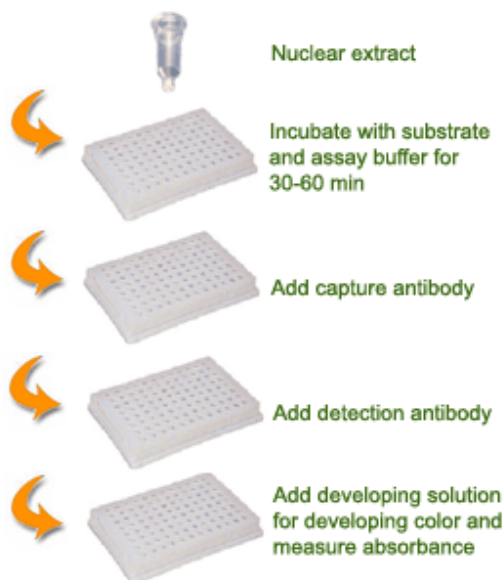 Nuclear extract
Incubate with substrate
and assay buffer for
30-60 min
Add capture antibody
Add detection antibody
Add developing solution
for developing color and
measure absorbance